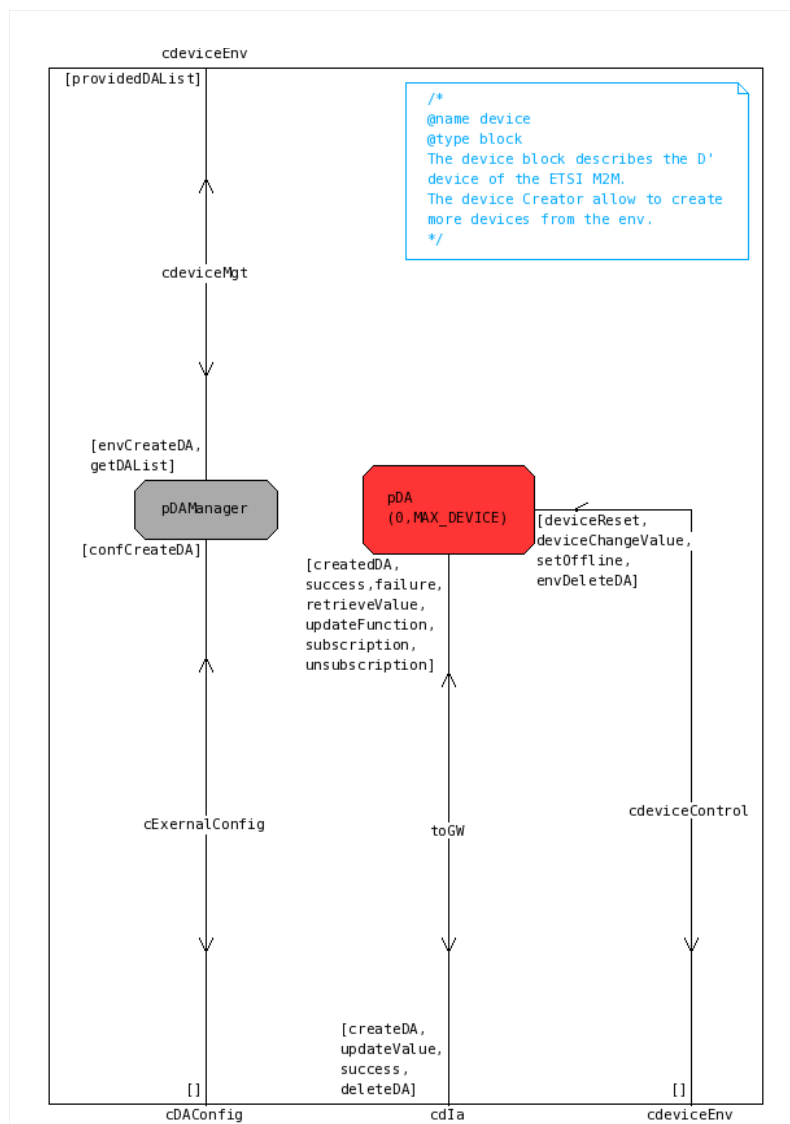 cdeviceEnv
[providedDAList]
/*
@name device
@type block
The device block describes the D'
device of the ETSI M2M.
The device Creator allow to create
more devices from the env.
*/
cdeviceMgt
[envCreateDA,
getDAList]
pDAManager
[confCreateDA]
pDA
(0,MAX_DEVICE)
[deviceReset,
deviceChangeValue,
setOffline,
envDeleteDA]
[createdDA,
success,failure,
retrieveValue,
updateFunction,
subscription,
unsubscription]
cExernalConfig
toGW
cdeviceControl
[createDA,
updateValue,
success,
deleteDA]
[]
[]
cDAConfig
cdIa
cdeviceEnv